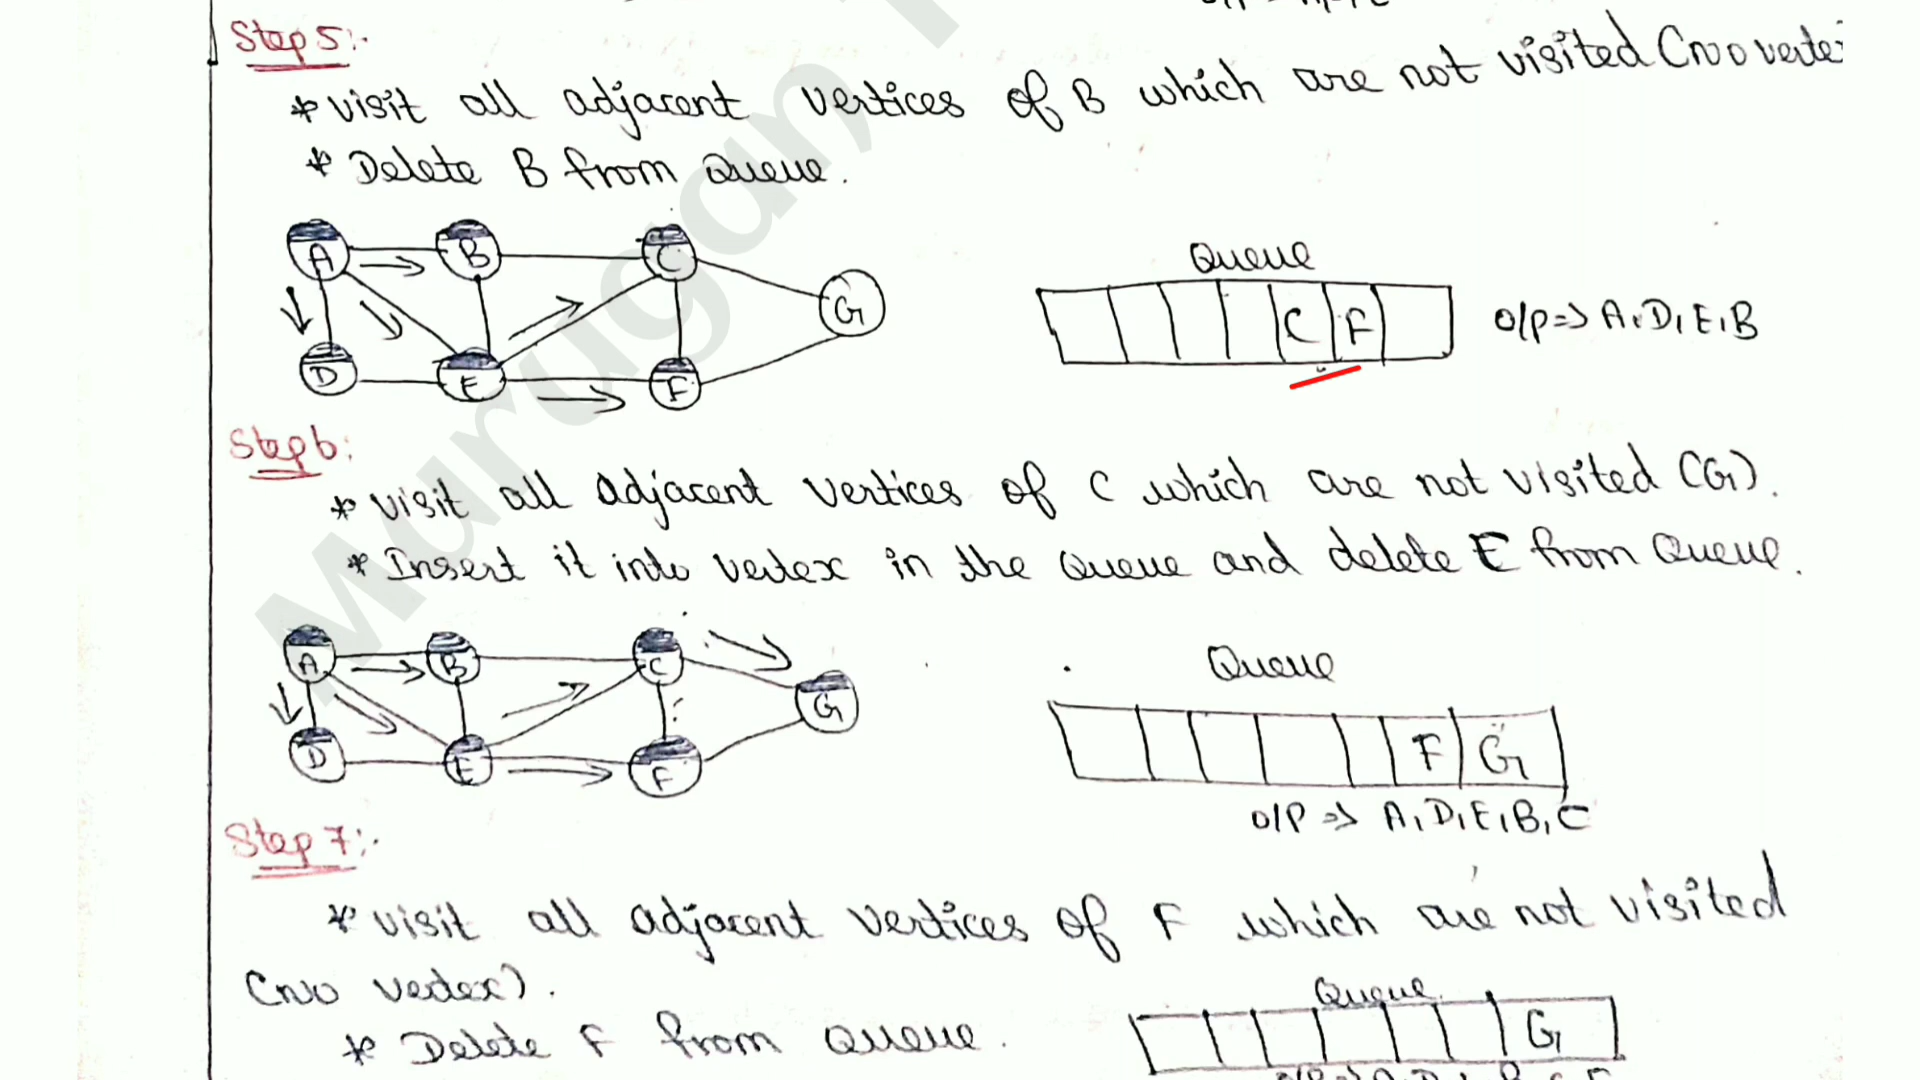 Step 5:-
* visit all adjacent vertices of B which are not visited (no verte
* Delete B from Queue.
A B C G D E F
Queue
C F
o/p => A, D, E, B
Step 6:
* visit all adjacent vertices of C which are not visited (G).
* Insert it into vertex in the Queue and delete E from Queue.
A B C G D E F
Queue
F G
o/p => A, D, E, B, C
Step 7:-
* visit all adjacent vertices of F which are not visited
(no vertex).
Queue
* Delete F from Queue.
G
Murugan